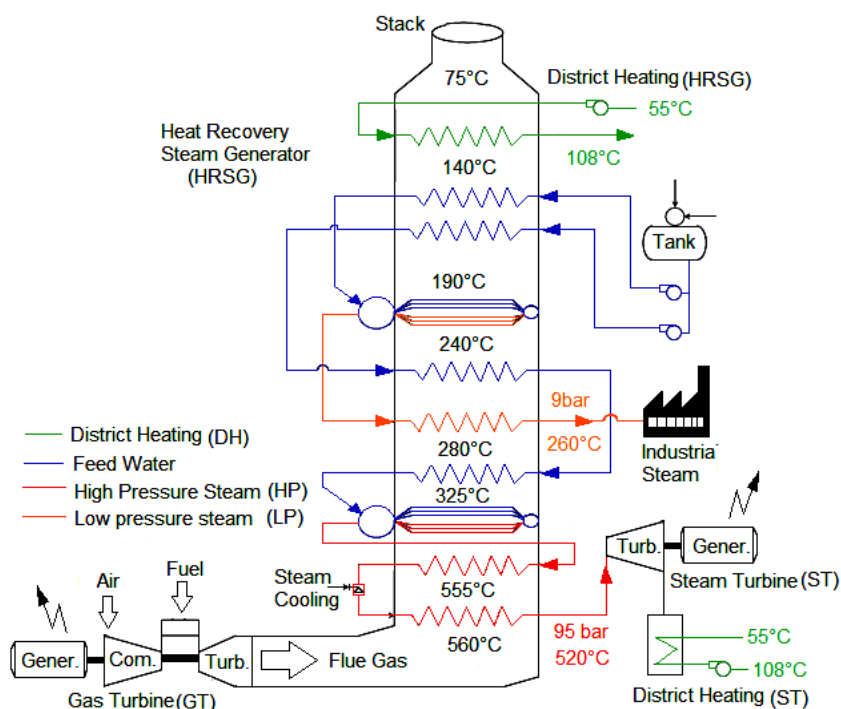 Stack
75°C
District Heating (HRSG)
55°C
Heat Recovery
Steam Generator
(HRSG)
108°C
140°C
Tank
190°C
240°C
9bar
260°C
Industria
Steam
District Heating (DH)
Feed Water
High Pressure Steam (HP)
Low pressure steam (LP)
280°C
325°C
Turb.
Gener.
Steam Turbine (ST)
Fuel
Air
Steam
Cooling
555°C
560°C
95 bar
520°C
55°C
108°C
District Heating (ST)
Gener.
Com.
Turb.
Flue Gas
Gas Turbine(GT)